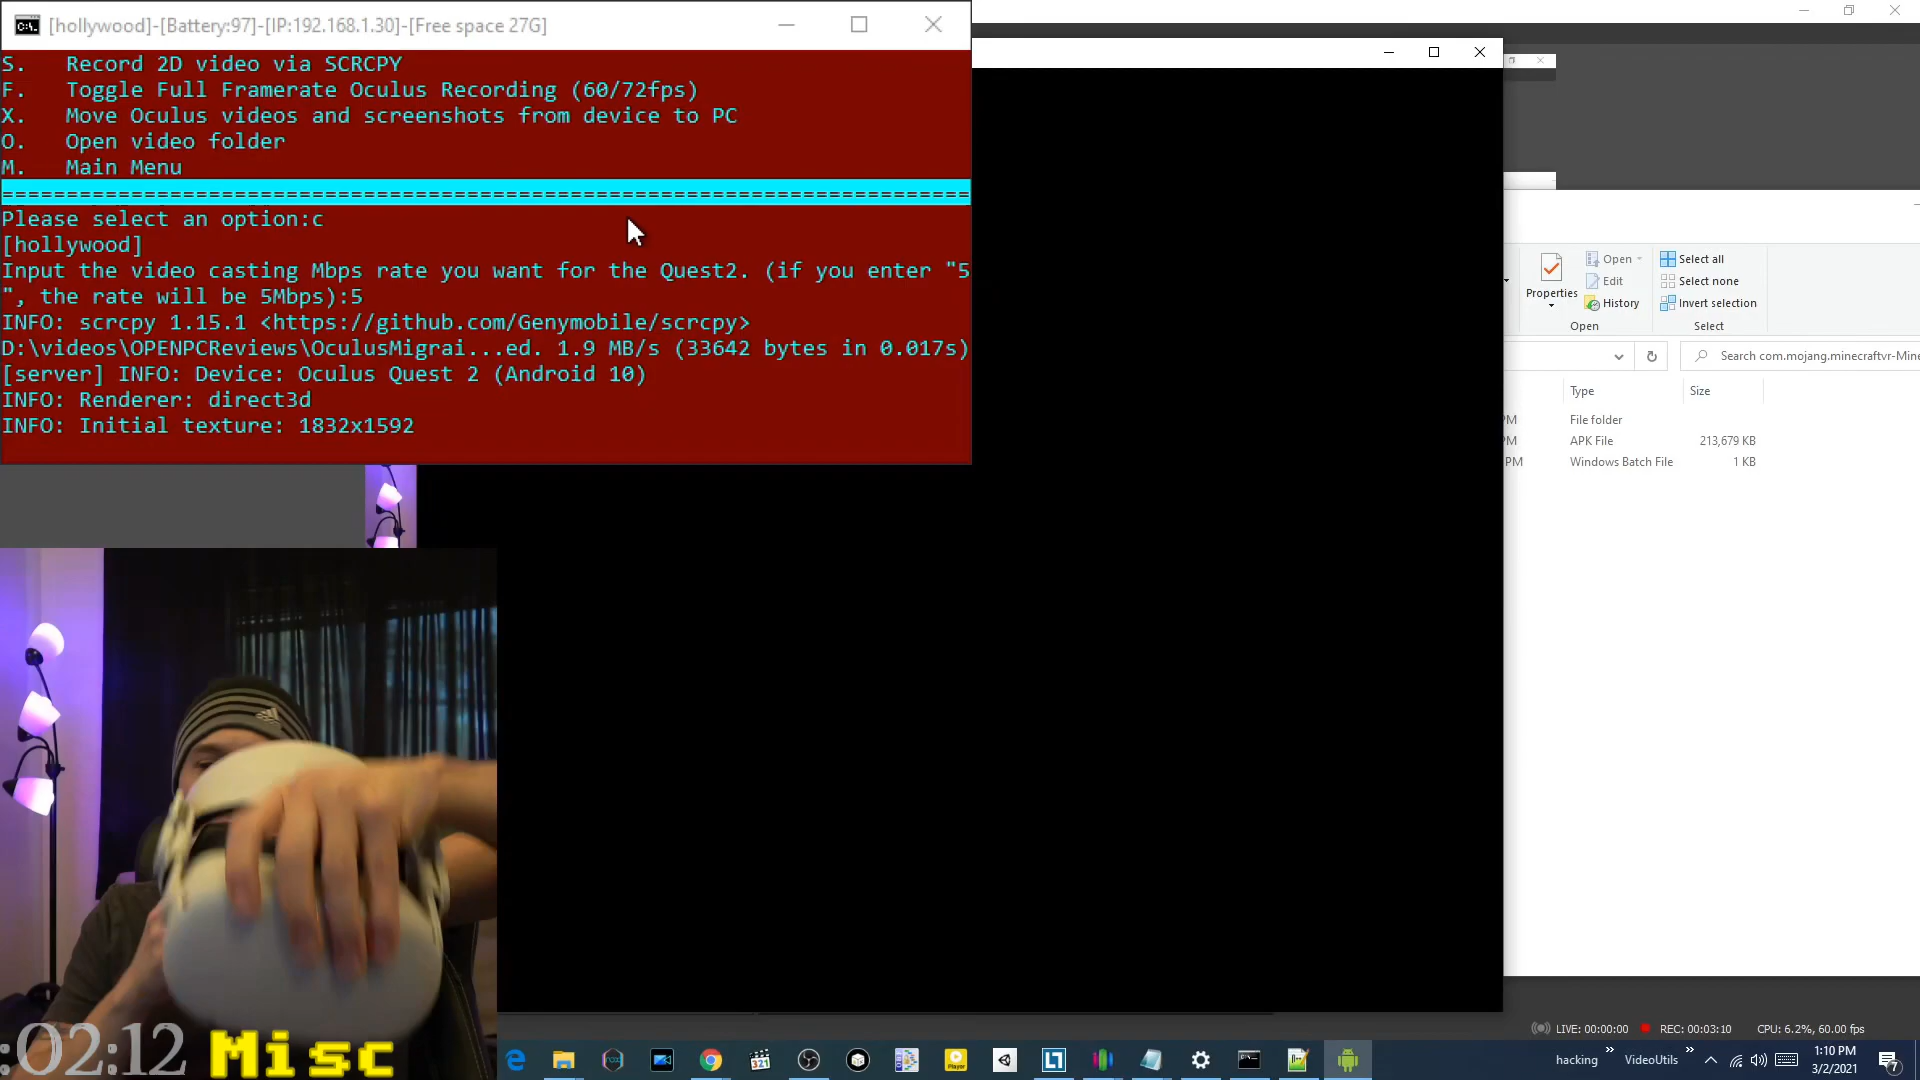 [hollywood]-[Battery:97]-[IP:192.168.1.30]-[Free space 27G]
S. Record 2D video via SCRCPY
F. Toggle Full Framerate Oculus Recording (60/72fps)
X. Move Oculus videos and screenshots from device to PC
O. Open video folder
M. Main Menu
===========================================================================
Please select an option:c
[hollywood]
Input the video casting Mbps rate you want for the Quest2. (if you enter "5
", the rate will be 5Mbps):5
INFO: scrcpy 1.15.1 <https://github.com/Genymobile/scrcpy>
D:\videos\OPENPCReviews\OculusMigrai...ed. 1.9 MB/s (33642 bytes in 0.017s)
[server] INFO: Device: Oculus Quest 2 (Android 10)
INFO: Renderer: direct3d
INFO: Initial texture: 1832x1592
Properties
Open
Edit
History
Open
Select all
Select none
Invert selection
Select
Search com.mojang.minecraftvr-Mine
Type
Size
PM
File folder
PM
APK File
213,679 KB
PM
Windows Batch File
1 KB
:02:12
Misc
LIVE: 00:00:00
REC: 00:03:10
CPU: 6.2%, 60.00 fps
321
Player
hacking
VideoUtils
1:10 PM
3/2/2021
7